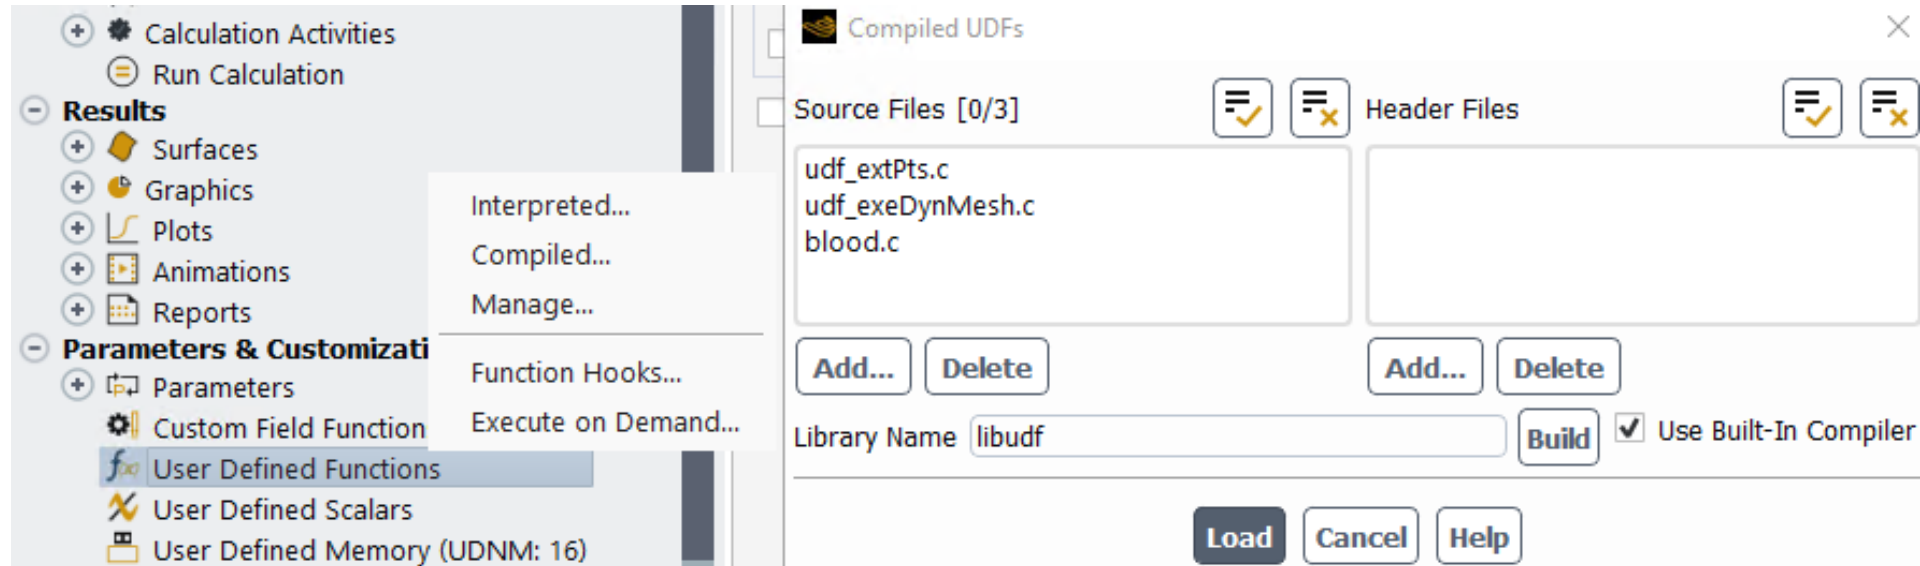 Calculation Activities
Run Calculation
Results
Surfaces
Graphics
Plots
Animations
Reports
Parameters & Customizati
Parameters
Custom Field Function
User Defined Functions
User Defined Scalars
User Defined Memory (UDNM: 16)
Interpreted...
Compiled...
Manage...
Function Hooks...
Execute on Demand...
Compiled UDFs
Source Files [0/3]
Header Files
udf_extPts.c
udf_exeDynMesh.c
blood.c
Add... Delete
Add... Delete
Library Name libudf Build Use Built-In Compiler
Load Cancel Help